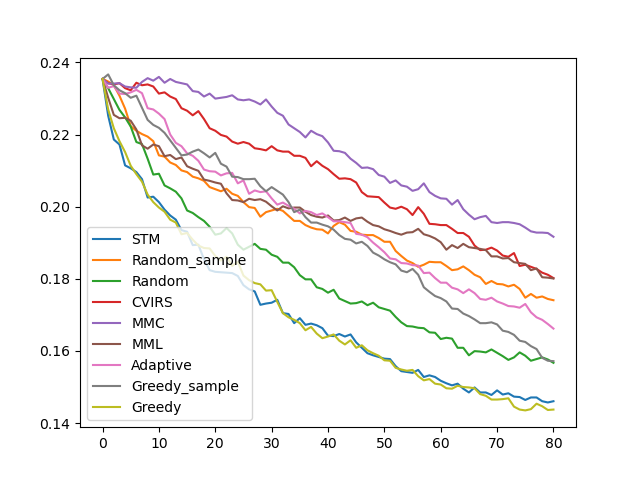 0.24
0.22
0.20
0.18
0.16
0.14
STM
Random_sample
Random
CVIRS
MMC
MML
Adaptive
Greedy_sample
Greedy
0 10 20 30 40 50 60 70 80